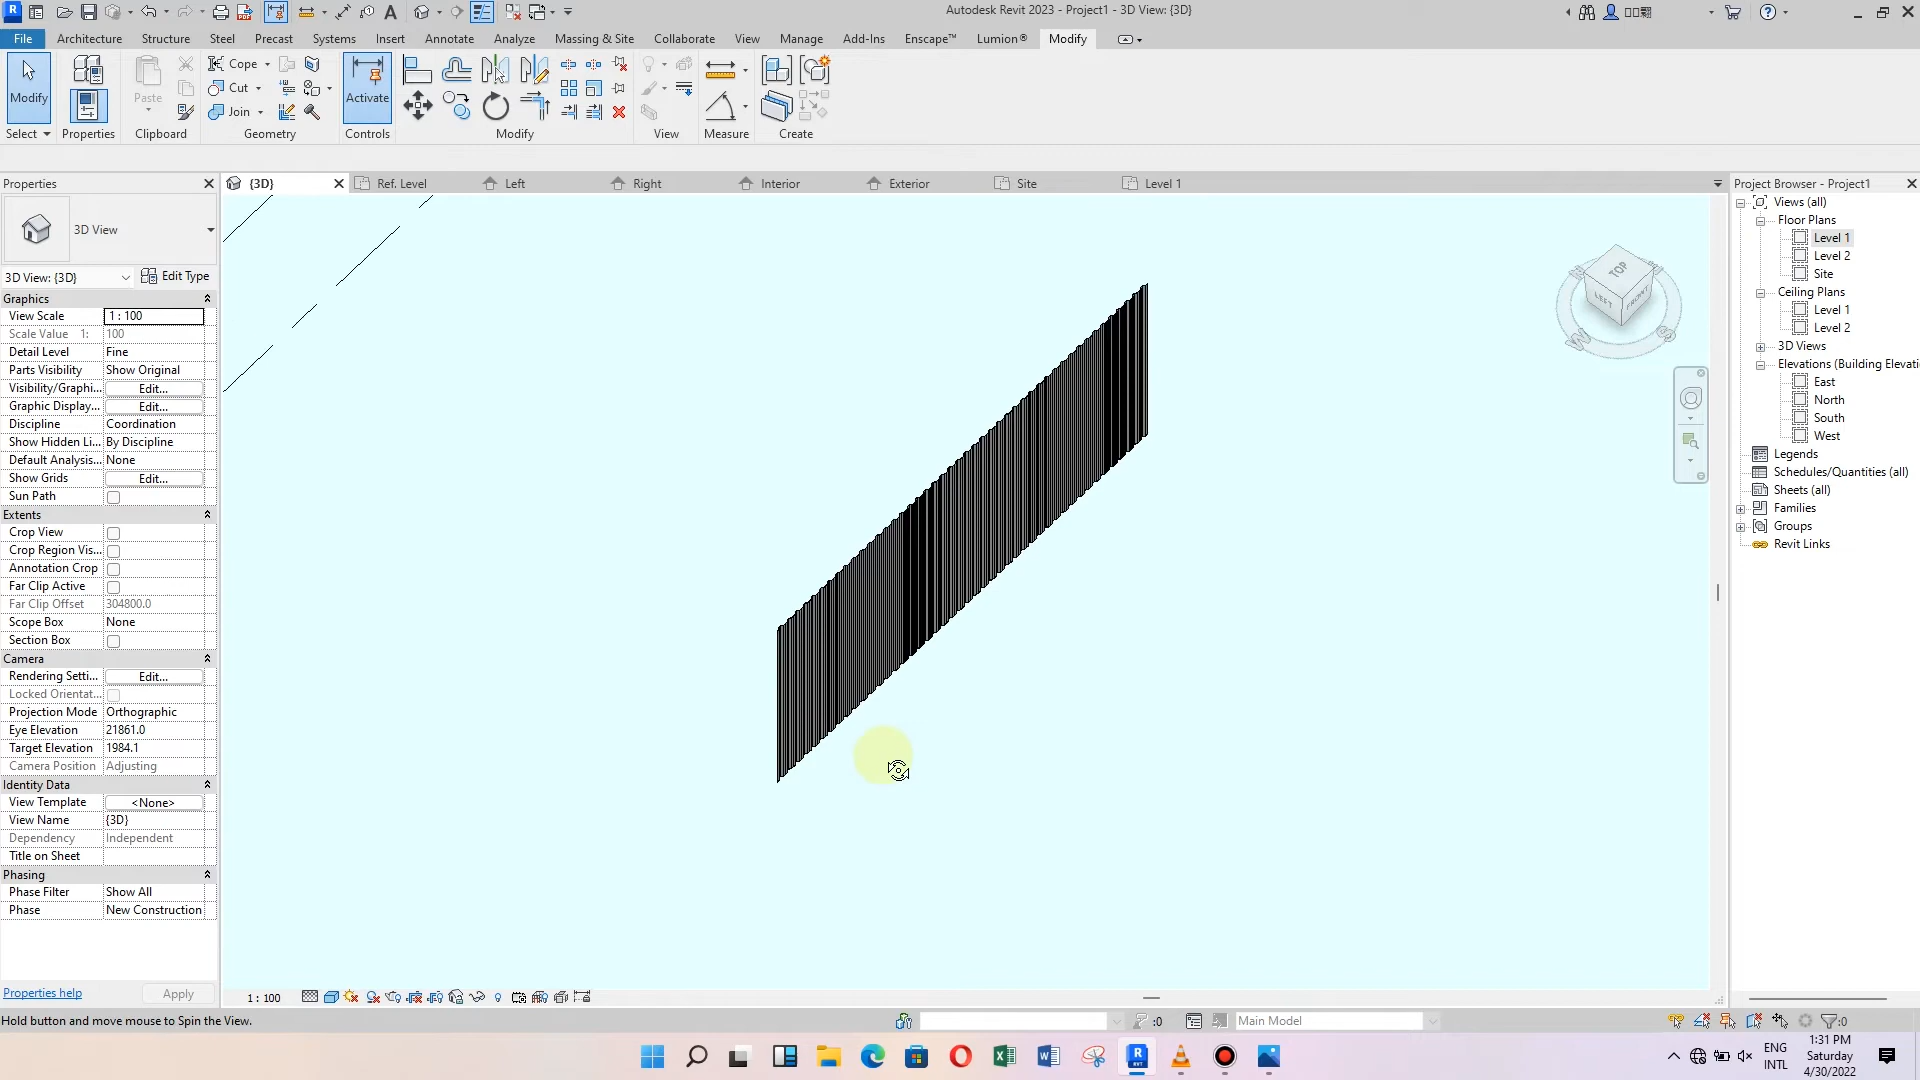 Autodesk Revit 2023 - Project1 - 3D View: {3D}
File Architecture Structure Steel Precast Systems Insert Annotate Analyze Massing & Site Collaborate View Manage Add-Ins Enscape™ Lumion® Modify
Modify
Select
Properties
Paste
Clipboard
Cope
Cut
Join
Geometry
Activate
Controls
Modify
View
Measure
Create
Properties
{3D} Ref. Level Left Right Interior Exterior Site Level 1
Project Browser - Project1
3D View
3D View: {3D} Edit Type
Graphics
View Scale 1 : 100
Scale Value 1: 100
Detail Level Fine
Parts Visibility Show Original
Visibility/Graphi... Edit...
Graphic Display... Edit...
Discipline Coordination
Show Hidden Li... By Discipline
Default Analysis... None
Show Grids Edit...
Sun Path
Extents
Crop View
Crop Region Vis...
Annotation Crop
Far Clip Active
Far Clip Offset 304800.0
Scope Box None
Section Box
Camera
Rendering Setti... Edit...
Locked Orientat...
Projection Mode Orthographic
Eye Elevation 21861.0
Target Elevation 1984.1
Camera Position Adjusting
Identity Data
View Template <None>
View Name {3D}
Dependency Independent
Title on Sheet
Phasing
Phase Filter Show All
Phase New Construction
Properties help Apply
TOP
LEFT FRONT
W S
Views (all)
Floor Plans
Level 1
Level 2
Site
Ceiling Plans
Level 1
Level 2
3D Views
Elevations (Building Elevati
East
North
South
West
Legends
Schedules/Quantities (all)
Sheets (all)
Families
Groups
Revit Links
1 : 100
Hold button and move mouse to Spin the View.
:0
Main Model
:0
ENG
INTL
1:31 PM
Saturday
4/30/2022